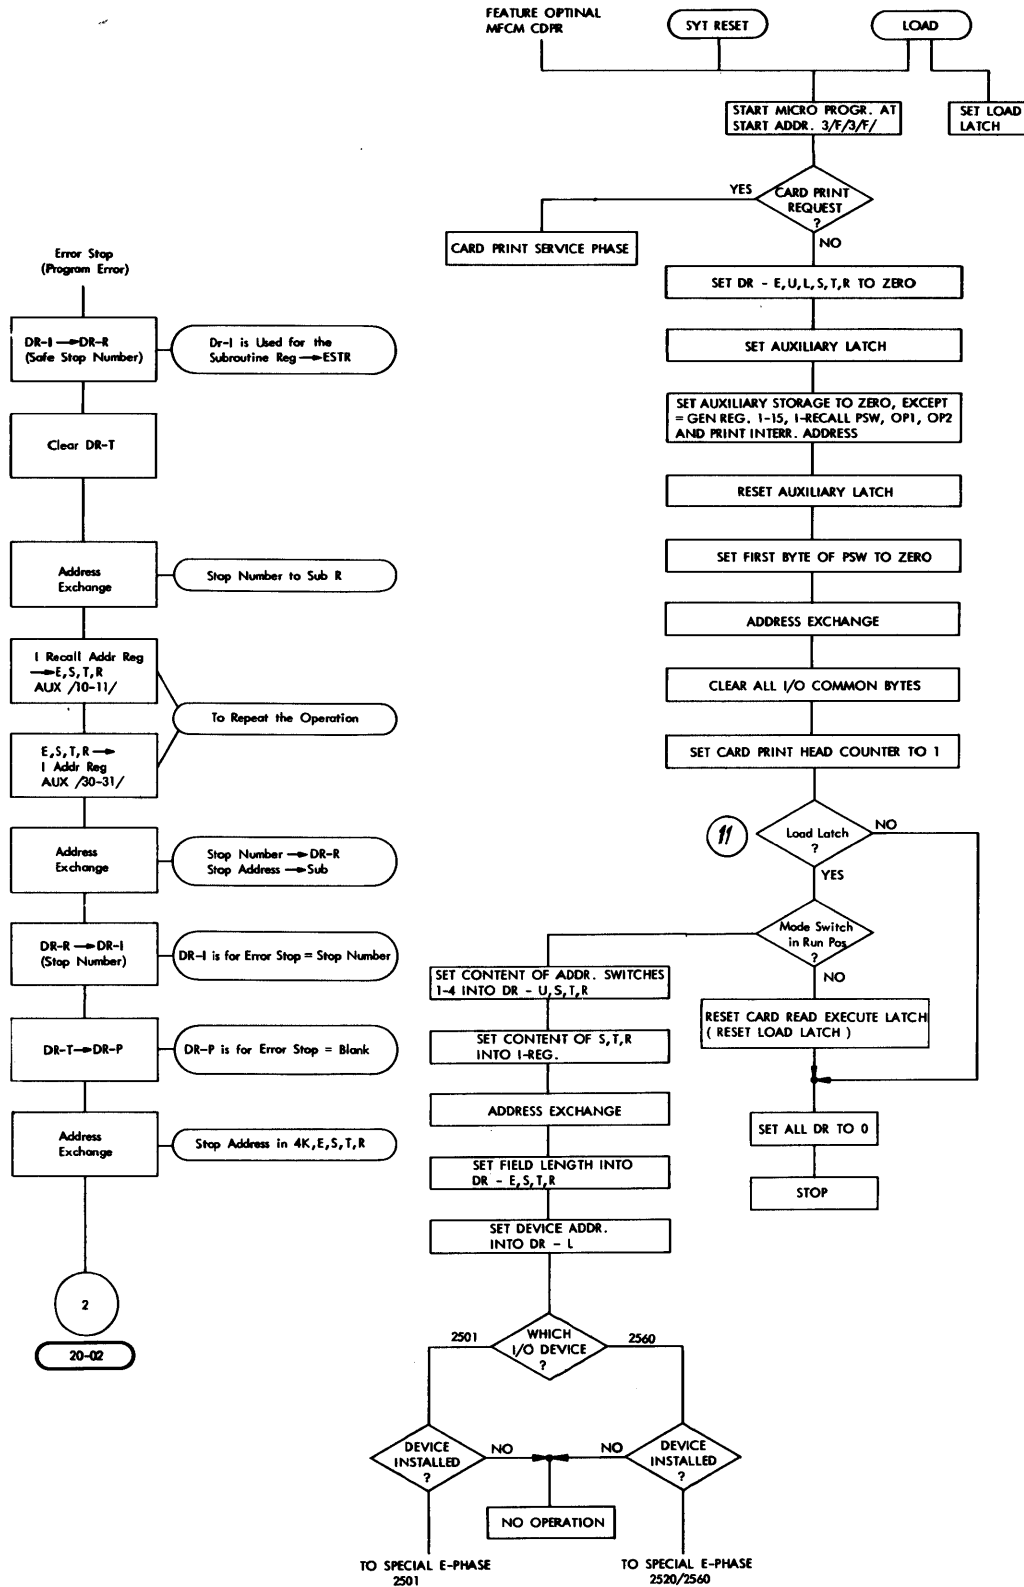 FEATURE OPTINAL
MFCM CDPR
SYT RESET
LOAD
START MICRO PROGR. AT
START ADDR. 3/F/3/F/
SET LOAD
LATCH
YES
CARD PRINT
REQUEST
?
NO
CARD PRINT SERVICE PHASE
SET DR - E,U,L,S,T,R TO ZERO
SET AUXILIARY LATCH
SET AUXILIARY STORAGE TO ZERO, EXCEPT
= GEN REG. 1-15, I-RECALL PSW, OP1, OP2
AND PRINT INTERR. ADDRESS
RESET AUXILIARY LATCH
SET FIRST BYTE OF PSW TO ZERO
ADDRESS EXCHANGE
CLEAR ALL I/O COMMON BYTES
SET CARD PRINT HEAD COUNTER TO 1
11
Load Latch
?
NO
YES
Mode Switch
in Run Pos
?
NO
RESET CARD READ EXECUTE LATCH
( RESET LOAD LATCH )
SET ALL DR TO 0
STOP
SET CONTENT OF ADDR. SWITCHES
1-4 INTO DR - U,S,T,R
SET CONTENT OF S,T,R
INTO I-REG.
ADDRESS EXCHANGE
SET FIELD LENGTH INTO
DR - E,S,T,R
SET DEVICE ADDR.
INTO DR - L
2501
WHICH
I/O DEVICE
?
2560
DEVICE
INSTALLED
?
NO
NO
DEVICE
INSTALLED
?
NO OPERATION
TO SPECIAL E-PHASE
2501
TO SPECIAL E-PHASE
2520/2560
Error Stop
(Program Error)
DR-I → DR-R
(Safe Stop Number)
Dr-I is Used for the
Subroutine Reg → ESTR
Clear DR-T
Address
Exchange
Stop Number to Sub R
I Recall Addr Reg
→ E,S,T,R
AUX /10-11/
To Repeat the Operation
E,S,T,R →
I Addr Reg
AUX /30-31/
Address
Exchange
Stop Number → DR-R
Stop Address → Sub
DR-R → DR-I
(Stop Number)
DR-I is for Error Stop = Stop Number
DR-T → DR-P
DR-P is for Error Stop = Blank
Address
Exchange
Stop Address in 4K,E,S,T,R
2
20-02